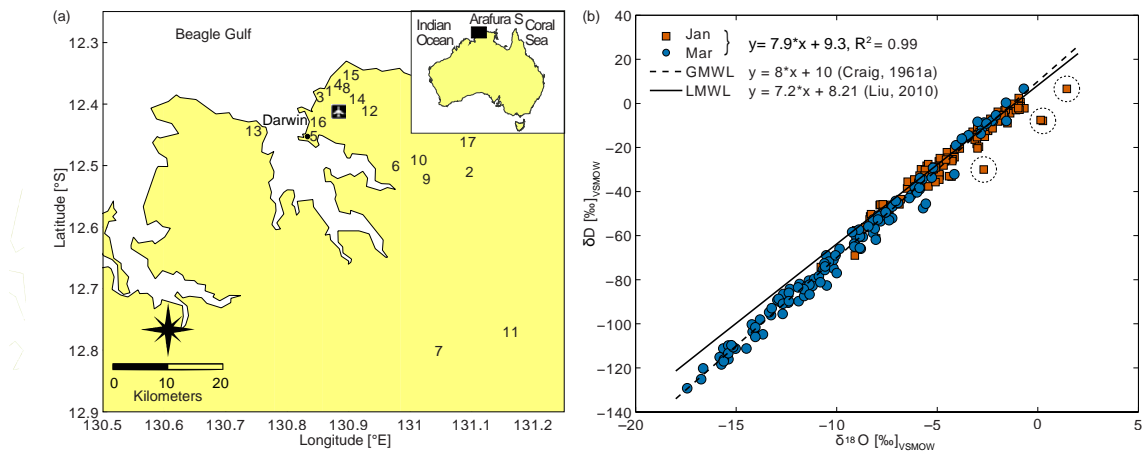 (a)
12.3
12.4
12.5
12.6
12.7
12.8
12.9
Latitude [°S]
Beagle Gulf
Indian Ocean
Arafura S
Coral Sea
15
4 8
3 1
14
12
Darwin
16
13
5
17
10
6
2
9
11
7
0 10 20
Kilometers
130.5 130.6 130.7 130.8 130.9 131 131.1 131.2
Longitude [°E]
(b)
40
20
0
−20
−40
−60
−80
−100
−120
−140
δD [‰]VSMOW
Jan
Mar
} y= 7.9*x + 9.3, R² = 0.99
GMWL y = 8*x + 10 (Craig, 1961a)
LMWL y = 7.2*x + 8.21 (Liu, 2010)
−20 −15 −10 −5 0 5
δ18O [‰]VSMOW